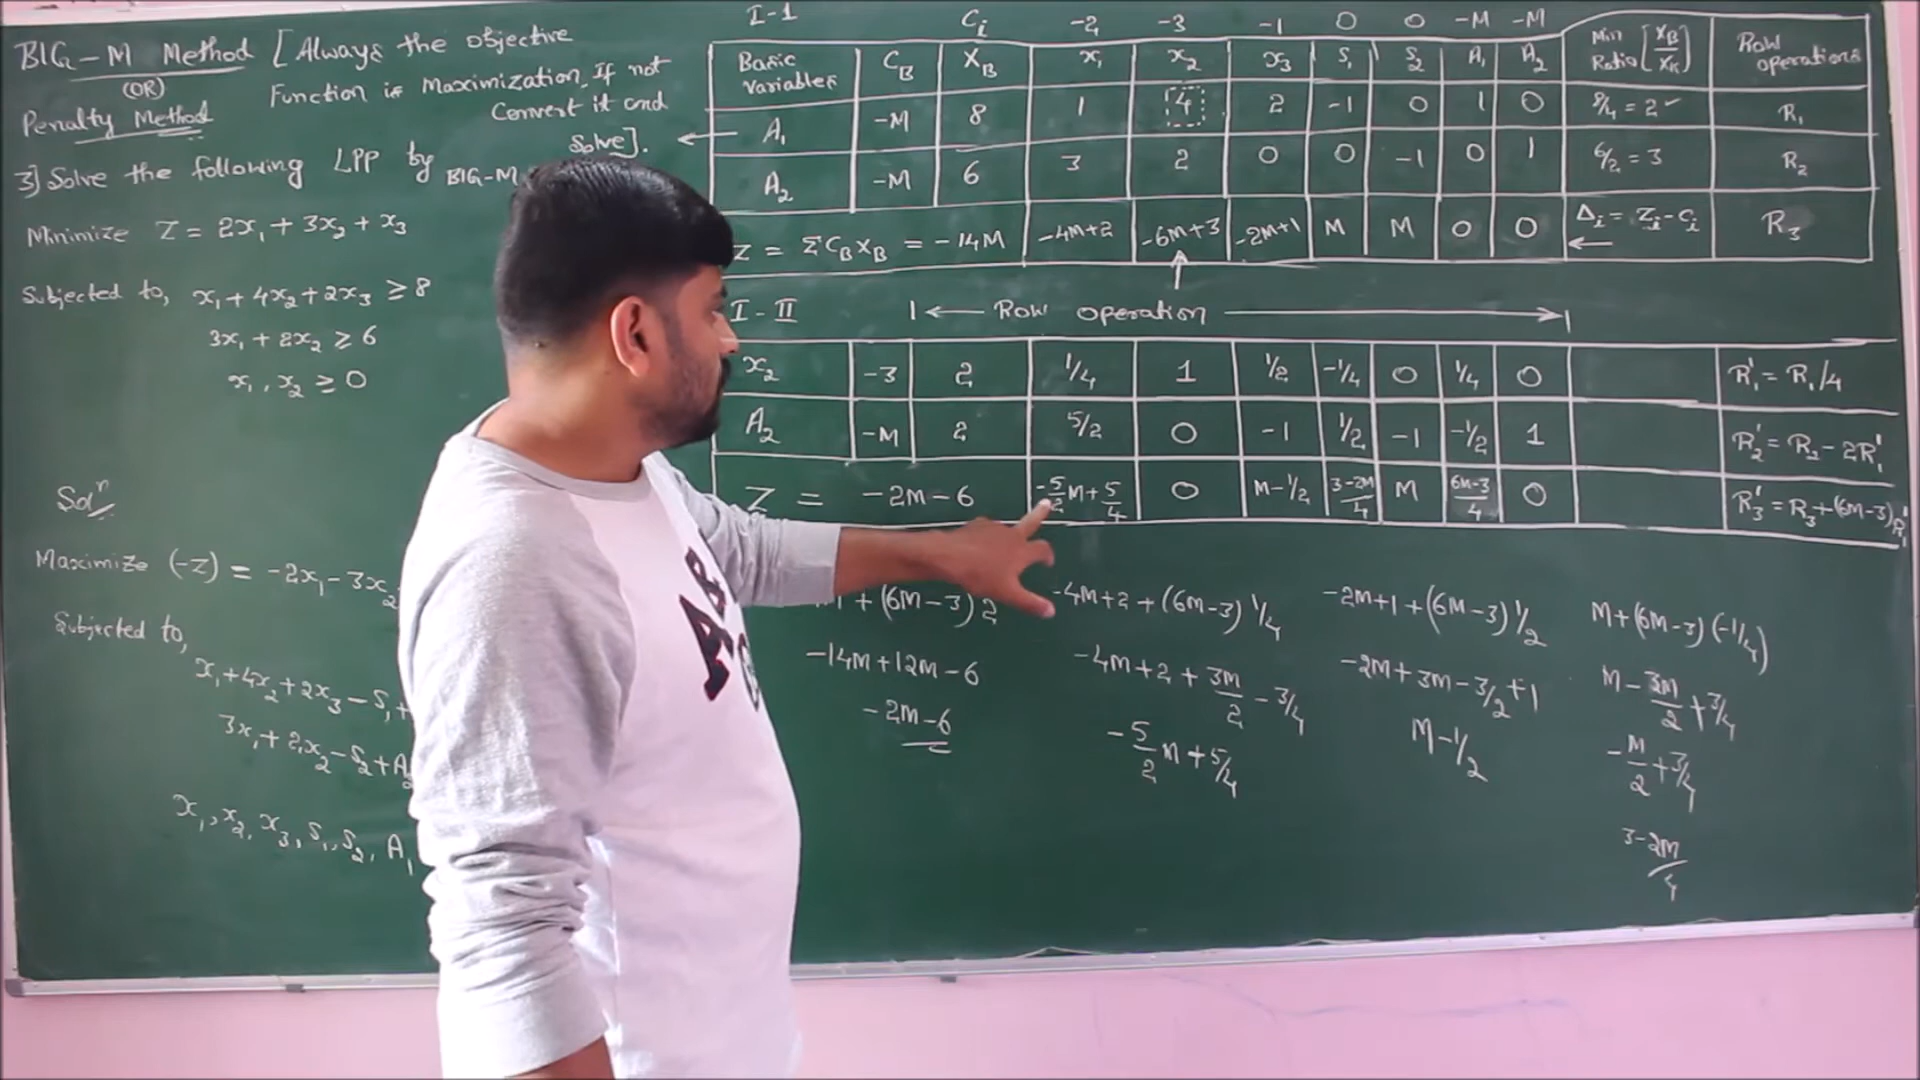 BIG-M Method [Always the objective
(OR) Function is Maximization. If not
Penalty Method Convert it and
Solve].
3] Solve the following LPP by BIG-M
Minimize Z = 2x₁ + 3x₂ + x₃
Subjected to, x₁ + 4x₂ + 2x₃ ≥ 8
3x₁ + 2x₂ ≥ 6
x₁, x₂ ≥ 0
Solⁿ
Maximize (-Z) = -2x₁ - 3x₂
Subjected to,
x₁ + 4x₂ + 2x₃ - S₁ +
3x₁ + 2x₂ - S₂ + A₂
x₁, x₂, x₃, S₁, S₂, A₁
I-1 Cᵢ -2 -3 -1 0 0 -M -M
Basic Variables C_B X_B x₁ x₂ x₃ S₁ S₂ A₁ A₂ Min Ratio [X_B/X_K] Row operations
A₁ -M 8 1 4 2 -1 0 1 0 8/4 = 2 ✓ R₁
A₂ -M 6 3 2 0 0 -1 0 1 6/2 = 3 R₂
Z = ΣC_B X_B = -14M -4M+2 -6M+3 -2M+1 M M 0 0 Δᵢ = Zᵢ - Cᵢ R₃
I-II |← Row operation →|
x₂ -3 2 1/4 1 1/2 -1/4 0 1/4 0 R₁' = R₁/4
A₂ -M 2 5/2 0 -1 1/2 -1 -1/2 1 R₂' = R₂ - 2R₁'
Z = -2M-6 -5/2M+5/4 0 M-1/2 3-2M/4 M 6M-3/4 0 R₃' = R₃+(6M-3)R₁'
+(6M-3)2 -4M+2+(6M-3)1/4 -2M+1+(6M-3)1/2 M+(6M-3)(-1/4)
-14M+12M-6 -4M+2+3M/2-3/4 -2M+3M-3/2+1 M-3M/2+3/4
-2M-6 -5/2M+5/4 M-1/2 -M/2+3/4
3-2M/4